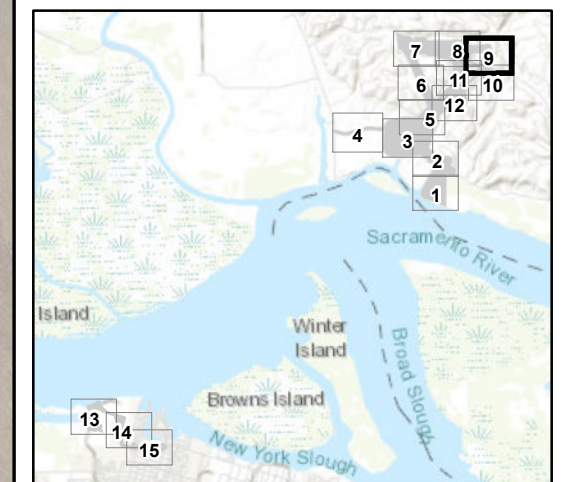 7
8
9
6
11
10
12
5
4
3
2
1
Sacramento River
Island
Winter
Island
Broad Slough
Browns Island
13
14
15
New York Slough